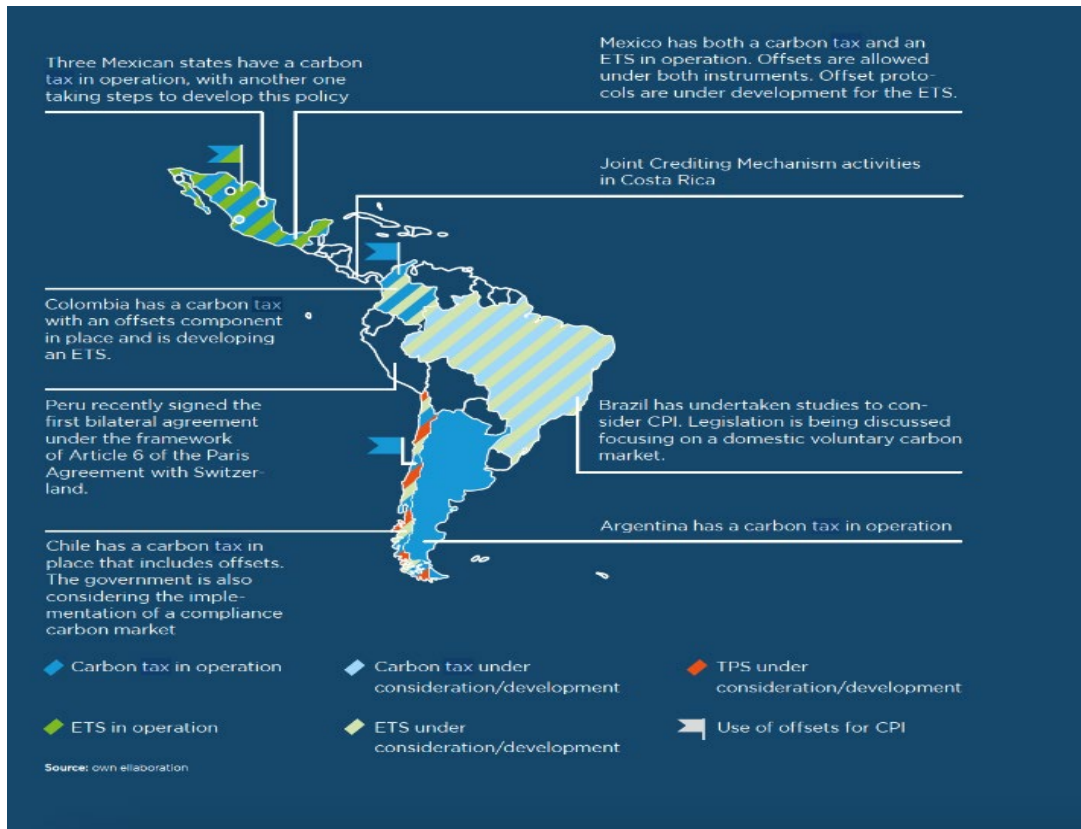 Three Mexican states have a carbon
tax in operation, with another one
taking steps to develop this policy
Mexico has both a carbon tax and an
ETS in operation. Offsets are allowed
under both instruments. Offset proto-
cols are under development for the ETS.
Joint Crediting Mechanism activities
in Costa Rica
Colombia has a carbon tax
with an offsets component
in place and is developing
an ETS.
Peru recently signed the
first bilateral agreement
under the framework
of Article 6 of the Paris
Agreement with Switzer-
land.
Brazil has undertaken studies to con-
sider CPI. Legislation is being discussed
focusing on a domestic voluntary carbon
market.
Argentina has a carbon tax in operation
Chile has a carbon tax in
place that includes offsets.
The government is also
considering the imple-
mentation of a compliance
carbon market
Carbon tax in operation
Carbon tax under
consideration/development
TPS under
consideration/development
ETS in operation
ETS under
consideration/development
Use of offsets for CPI
Source: own ellaboration